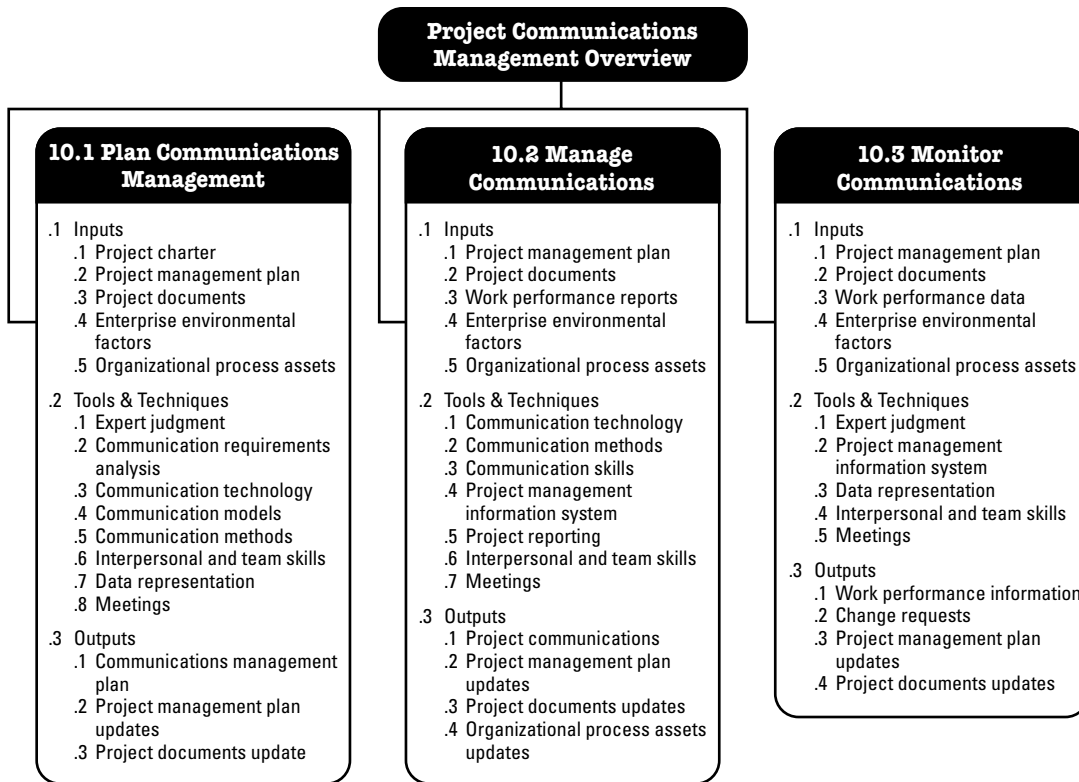 Project Communications
Management Overview
10.1 Plan Communications
Management
.1 Inputs
.1 Project charter
.2 Project management plan
.3 Project documents
.4 Enterprise environmental
factors
.5 Organizational process assets
.2 Tools & Techniques
.1 Expert judgment
.2 Communication requirements
analysis
.3 Communication technology
.4 Communication models
.5 Communication methods
.6 Interpersonal and team skills
.7 Data representation
.8 Meetings
.3 Outputs
.1 Communications management
plan
.2 Project management plan
updates
.3 Project documents update
10.2 Manage
Communications
.1 Inputs
.1 Project management plan
.2 Project documents
.3 Work performance reports
.4 Enterprise environmental
factors
.5 Organizational process assets
.2 Tools & Techniques
.1 Communication technology
.2 Communication methods
.3 Communication skills
.4 Project management
information system
.5 Project reporting
.6 Interpersonal and team skills
.7 Meetings
.3 Outputs
.1 Project communications
.2 Project management plan
updates
.3 Project documents updates
.4 Organizational process assets
updates
10.3 Monitor
Communications
.1 Inputs
.1 Project management plan
.2 Project documents
.3 Work performance data
.4 Enterprise environmental
factors
.5 Organizational process assets
.2 Tools & Techniques
.1 Expert judgment
.2 Project management
information system
.3 Data representation
.4 Interpersonal and team skills
.5 Meetings
.3 Outputs
.1 Work performance information
.2 Change requests
.3 Project management plan
updates
.4 Project documents updates